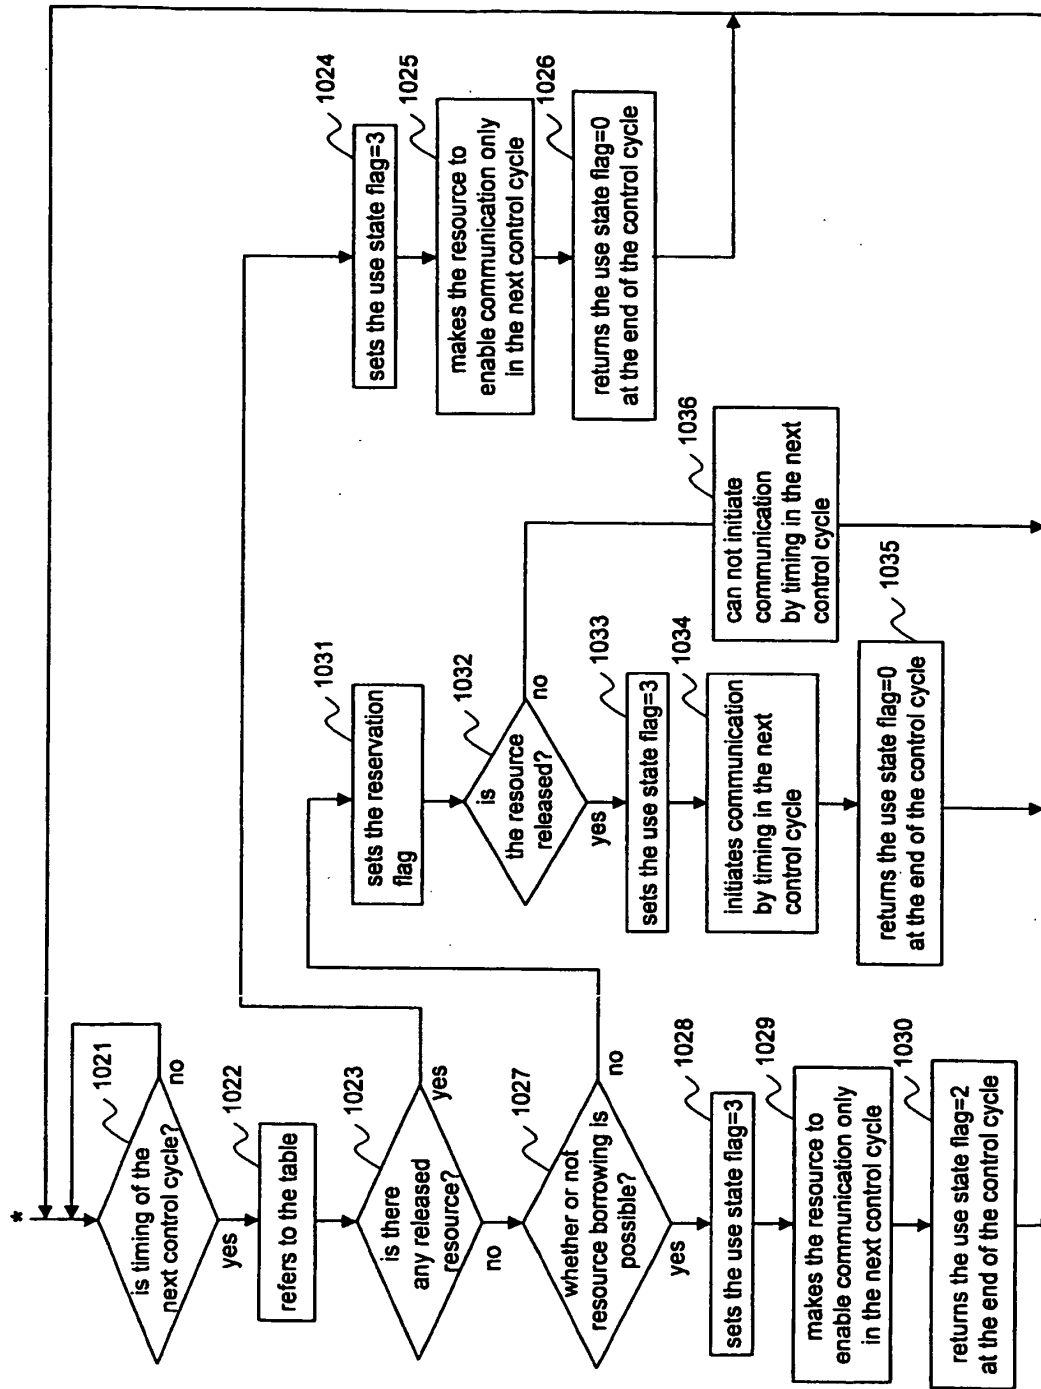 *
1021
is timing of the
next control cycle?
no
yes
1022
refers to the table
1023
is there
any released
resource?
yes
no
1024
sets the use state flag=3
1025
makes the resource to
enable communication only
in the next control cycle
1026
returns the use state flag=0
at the end of the control cycle
1027
whether or not
resource borrowing is
possible?
no
yes
1028
sets the use state flag=3
1029
makes the resource to
enable communication only
in the next control cycle
1030
returns the use state flag=2
at the end of the control cycle
1031
sets the reservation
flag
1032
is
the resource
released?
no
yes
1033
sets the use state flag=3
1034
initiates communication
by timing in the next
control cycle
1035
returns the use state flag=0
at the end of the control cycle
1036
can not initiate
communication
by timing in the next
control cycle